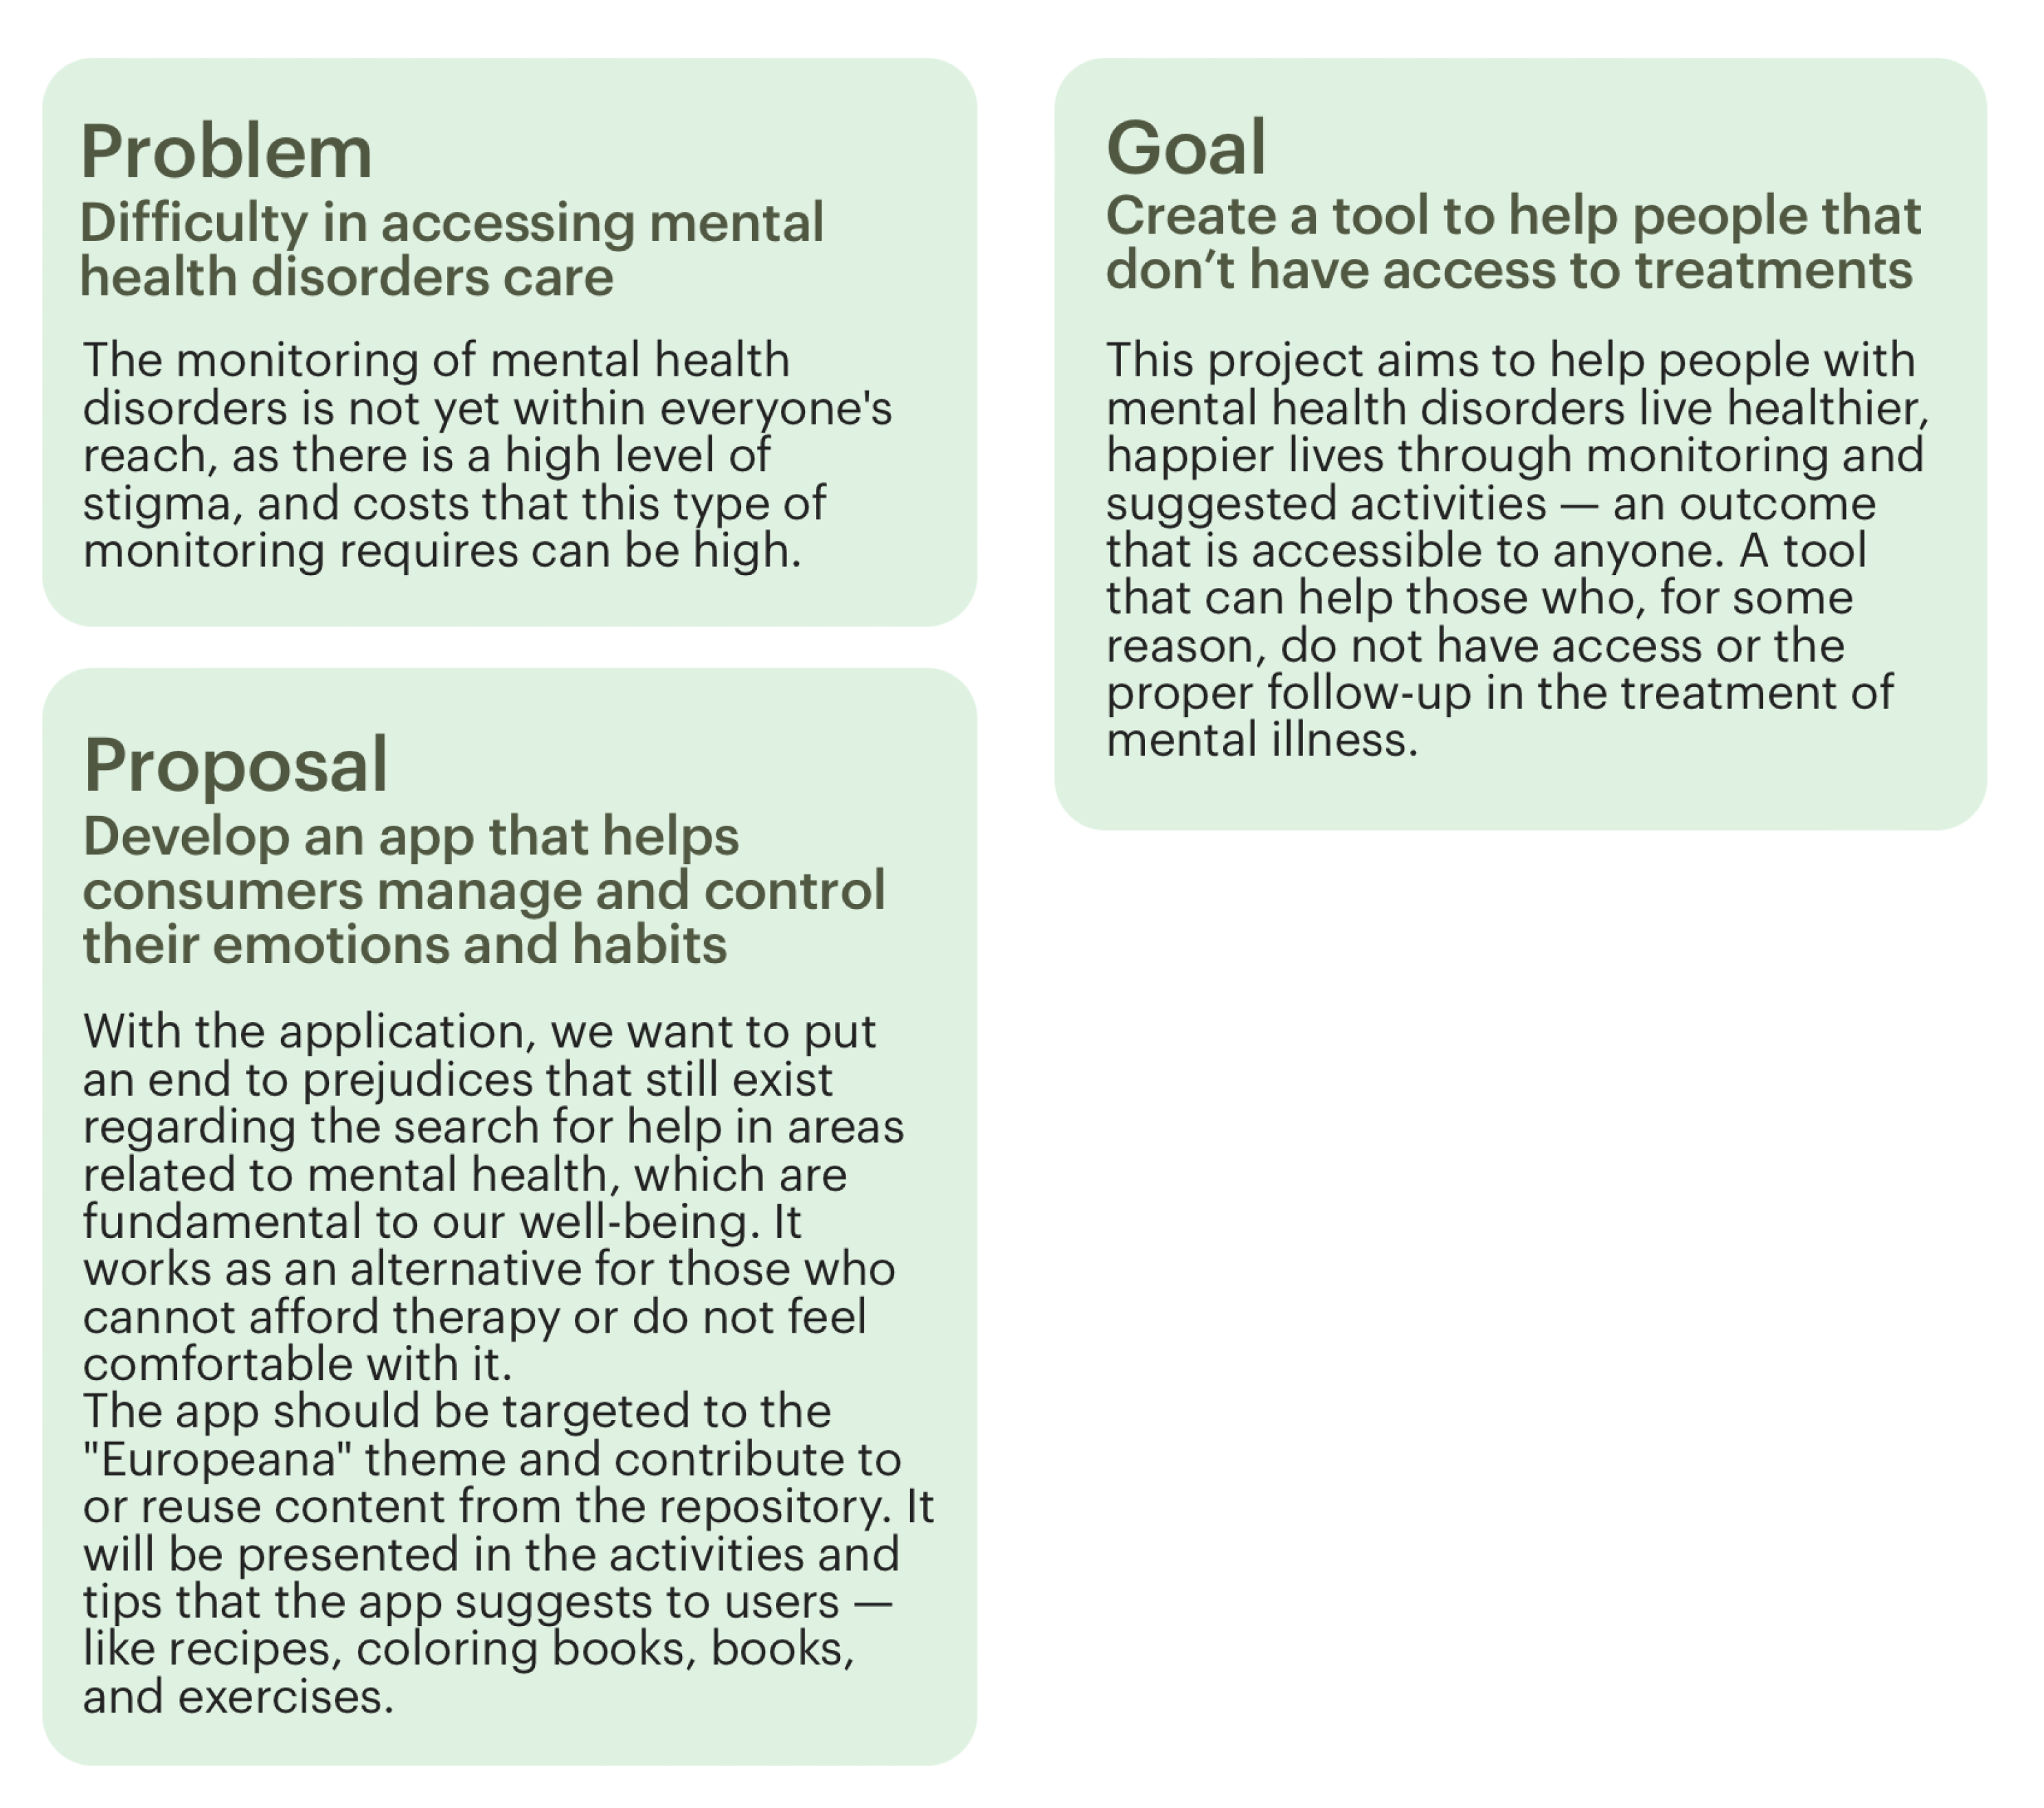 Problem
Difficulty in accessing mental
health disorders care
The monitoring of mental health
disorders is not yet within everyone's
reach, as there is a high level of
stigma, and costs that this type of
monitoring requires can be high.
Proposal
Develop an app that helps
consumers manage and control
their emotions and habits
With the application, we want to put
an end to prejudices that still exist
regarding the search for help in areas
related to mental health, which are
fundamental to our well-being. It
works as an alternative for those who
cannot afford therapy or do not feel
comfortable with it.
The app should be targeted to the
"Europeana" theme and contribute to
or reuse content from the repository. It
will be presented in the activities and
tips that the app suggests to users —
like recipes, coloring books, books,
and exercises.
Goal
Create a tool to help people that
don’t have access to treatments
This project aims to help people with
mental health disorders live healthier,
happier lives through monitoring and
suggested activities — an outcome
that is accessible to anyone. A tool
that can help those who, for some
reason, do not have access or the
proper follow-up in the treatment of
mental illness.